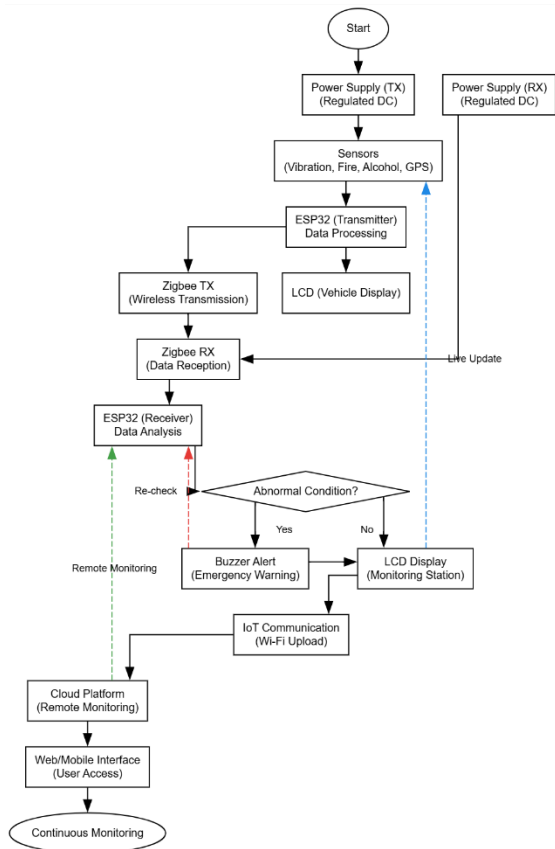 Start
Power Supply (TX)
(Regulated DC)
Power Supply (RX)
(Regulated DC)
Sensors
(Vibration, Fire, Alcohol, GPS)
ESP32 (Transmitter)
Data Processing
Zigbee TX
(Wireless Transmission)
LCD (Vehicle Display)
Zigbee RX
(Data Reception)
Live Update
ESP32 (Receiver)
Data Analysis
Re-check
Abnormal Condition?
Yes
No
Remote Monitoring
Buzzer Alert
(Emergency Warning)
LCD Display
(Monitoring Station)
IoT Communication
(Wi-Fi Upload)
Cloud Platform
(Remote Monitoring)
Web/Mobile Interface
(User Access)
Continuous Monitoring